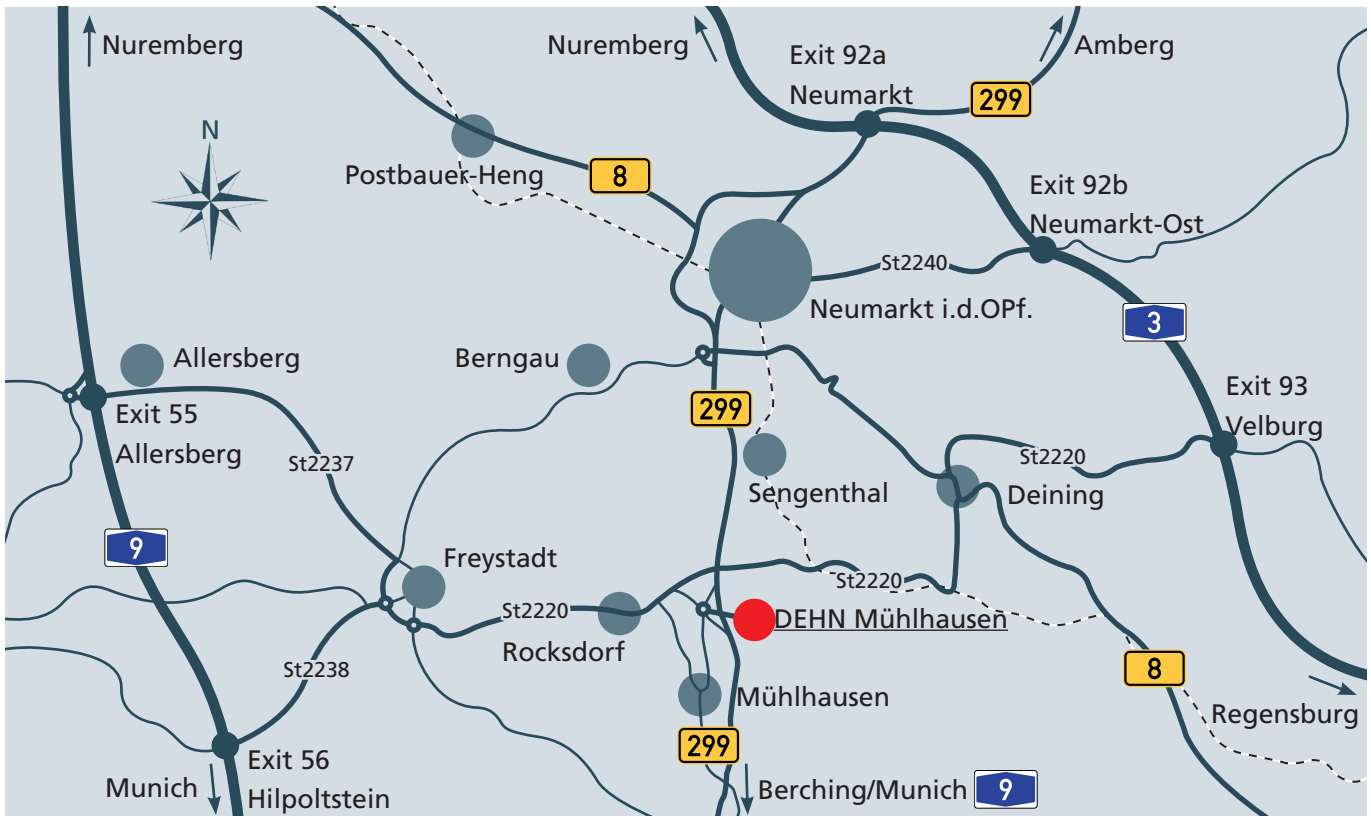 Nuremberg
Nuremberg
Exit 92a
Neumarkt
Amberg
299
N
Postbauer-Heng
8
Exit 92b
Neumarkt-Ost
St2240
Neumarkt i.d.OPf.
3
Allersberg
Berngau
Exit 55
Allersberg
299
Exit 93
Velburg
St2237
St2220
Sengenthal
Deining
9
Freystadt
St2220
St2220
DEHN Mühlhausen
Rocksdorf
St2238
8
Mühlhausen
Regensburg
299
Exit 56
Hilpoltstein
Munich
Berching/Munich 9